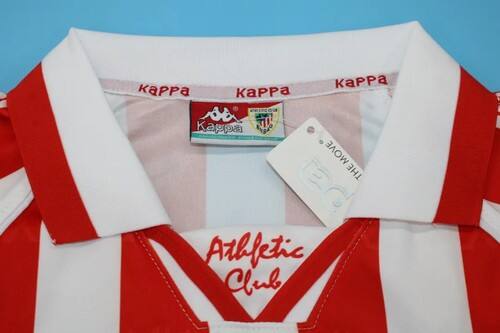 KAPPA KAPPA KAPPA
Kappa
THE MOVE
Athletic
Club